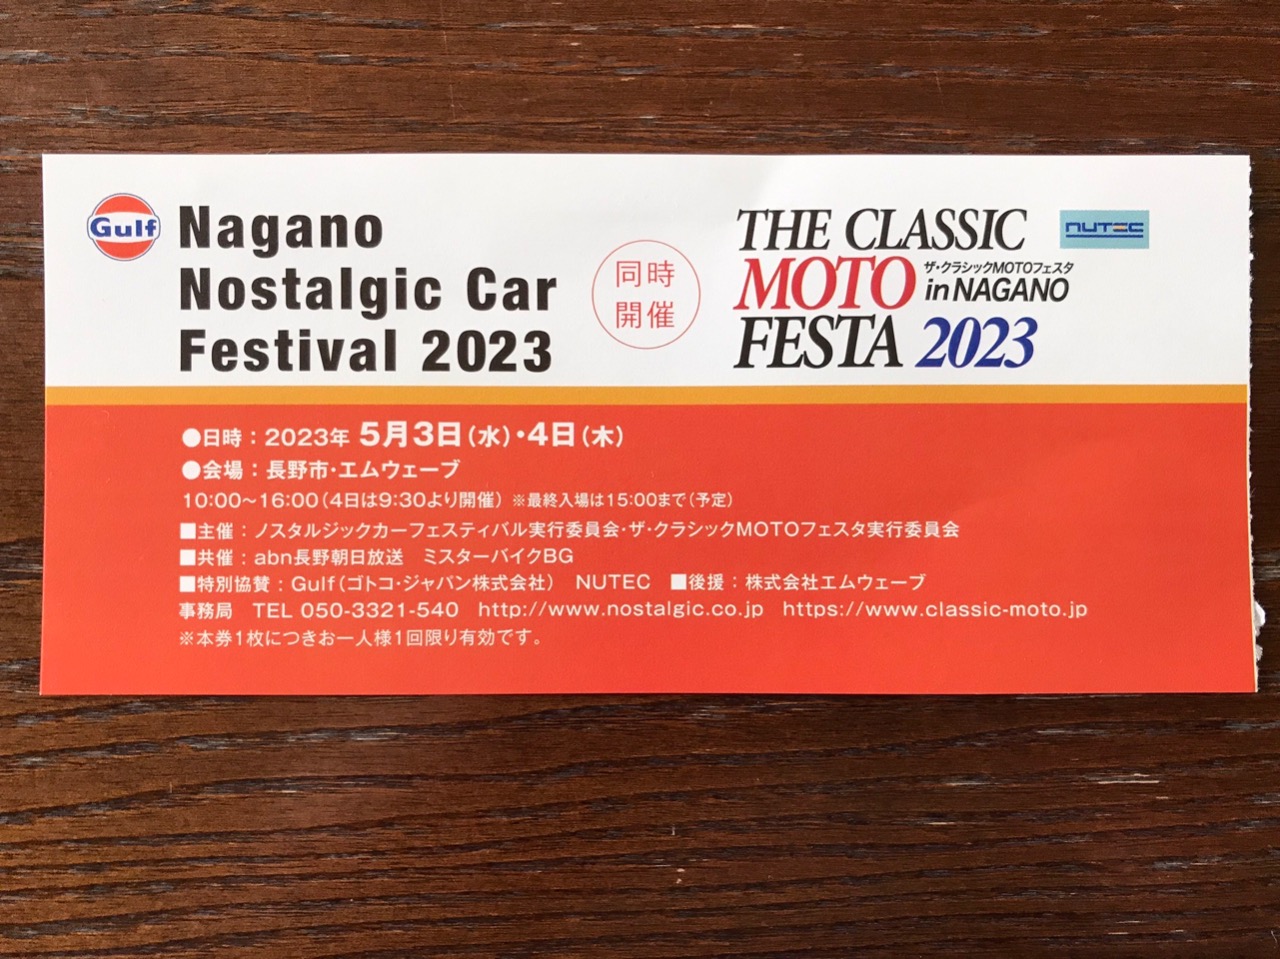 Gulf
Nagano
Nostalgic Car
Festival 2023
同時
開催
THE CLASSIC
MOTO
ザ・クラシックMOTOフェスタ
in NAGANO
FESTA 2023
NUTEC
●日時：2023年 5月3日（水）・4日（木）
●会場：長野市・エムウェーブ
10:00〜16:00（4日は9:30より開催）※最終入場は15:00まで（予定）
■主催：ノスタルジックカーフェスティバル実行委員会・ザ・クラシックMOTOフェスタ実行委員会
■共催：abn長野朝日放送　ミスターバイクBG
■特別協賛：Gulf（ゴトコ・ジャパン株式会社）　NUTEC　■後援：株式会社エムウェーブ
事務局　TEL 050-3321-540　http://www.nostalgic.co.jp　https://www.classic-moto.jp
※本券1枚につきお一人様1回限り有効です。